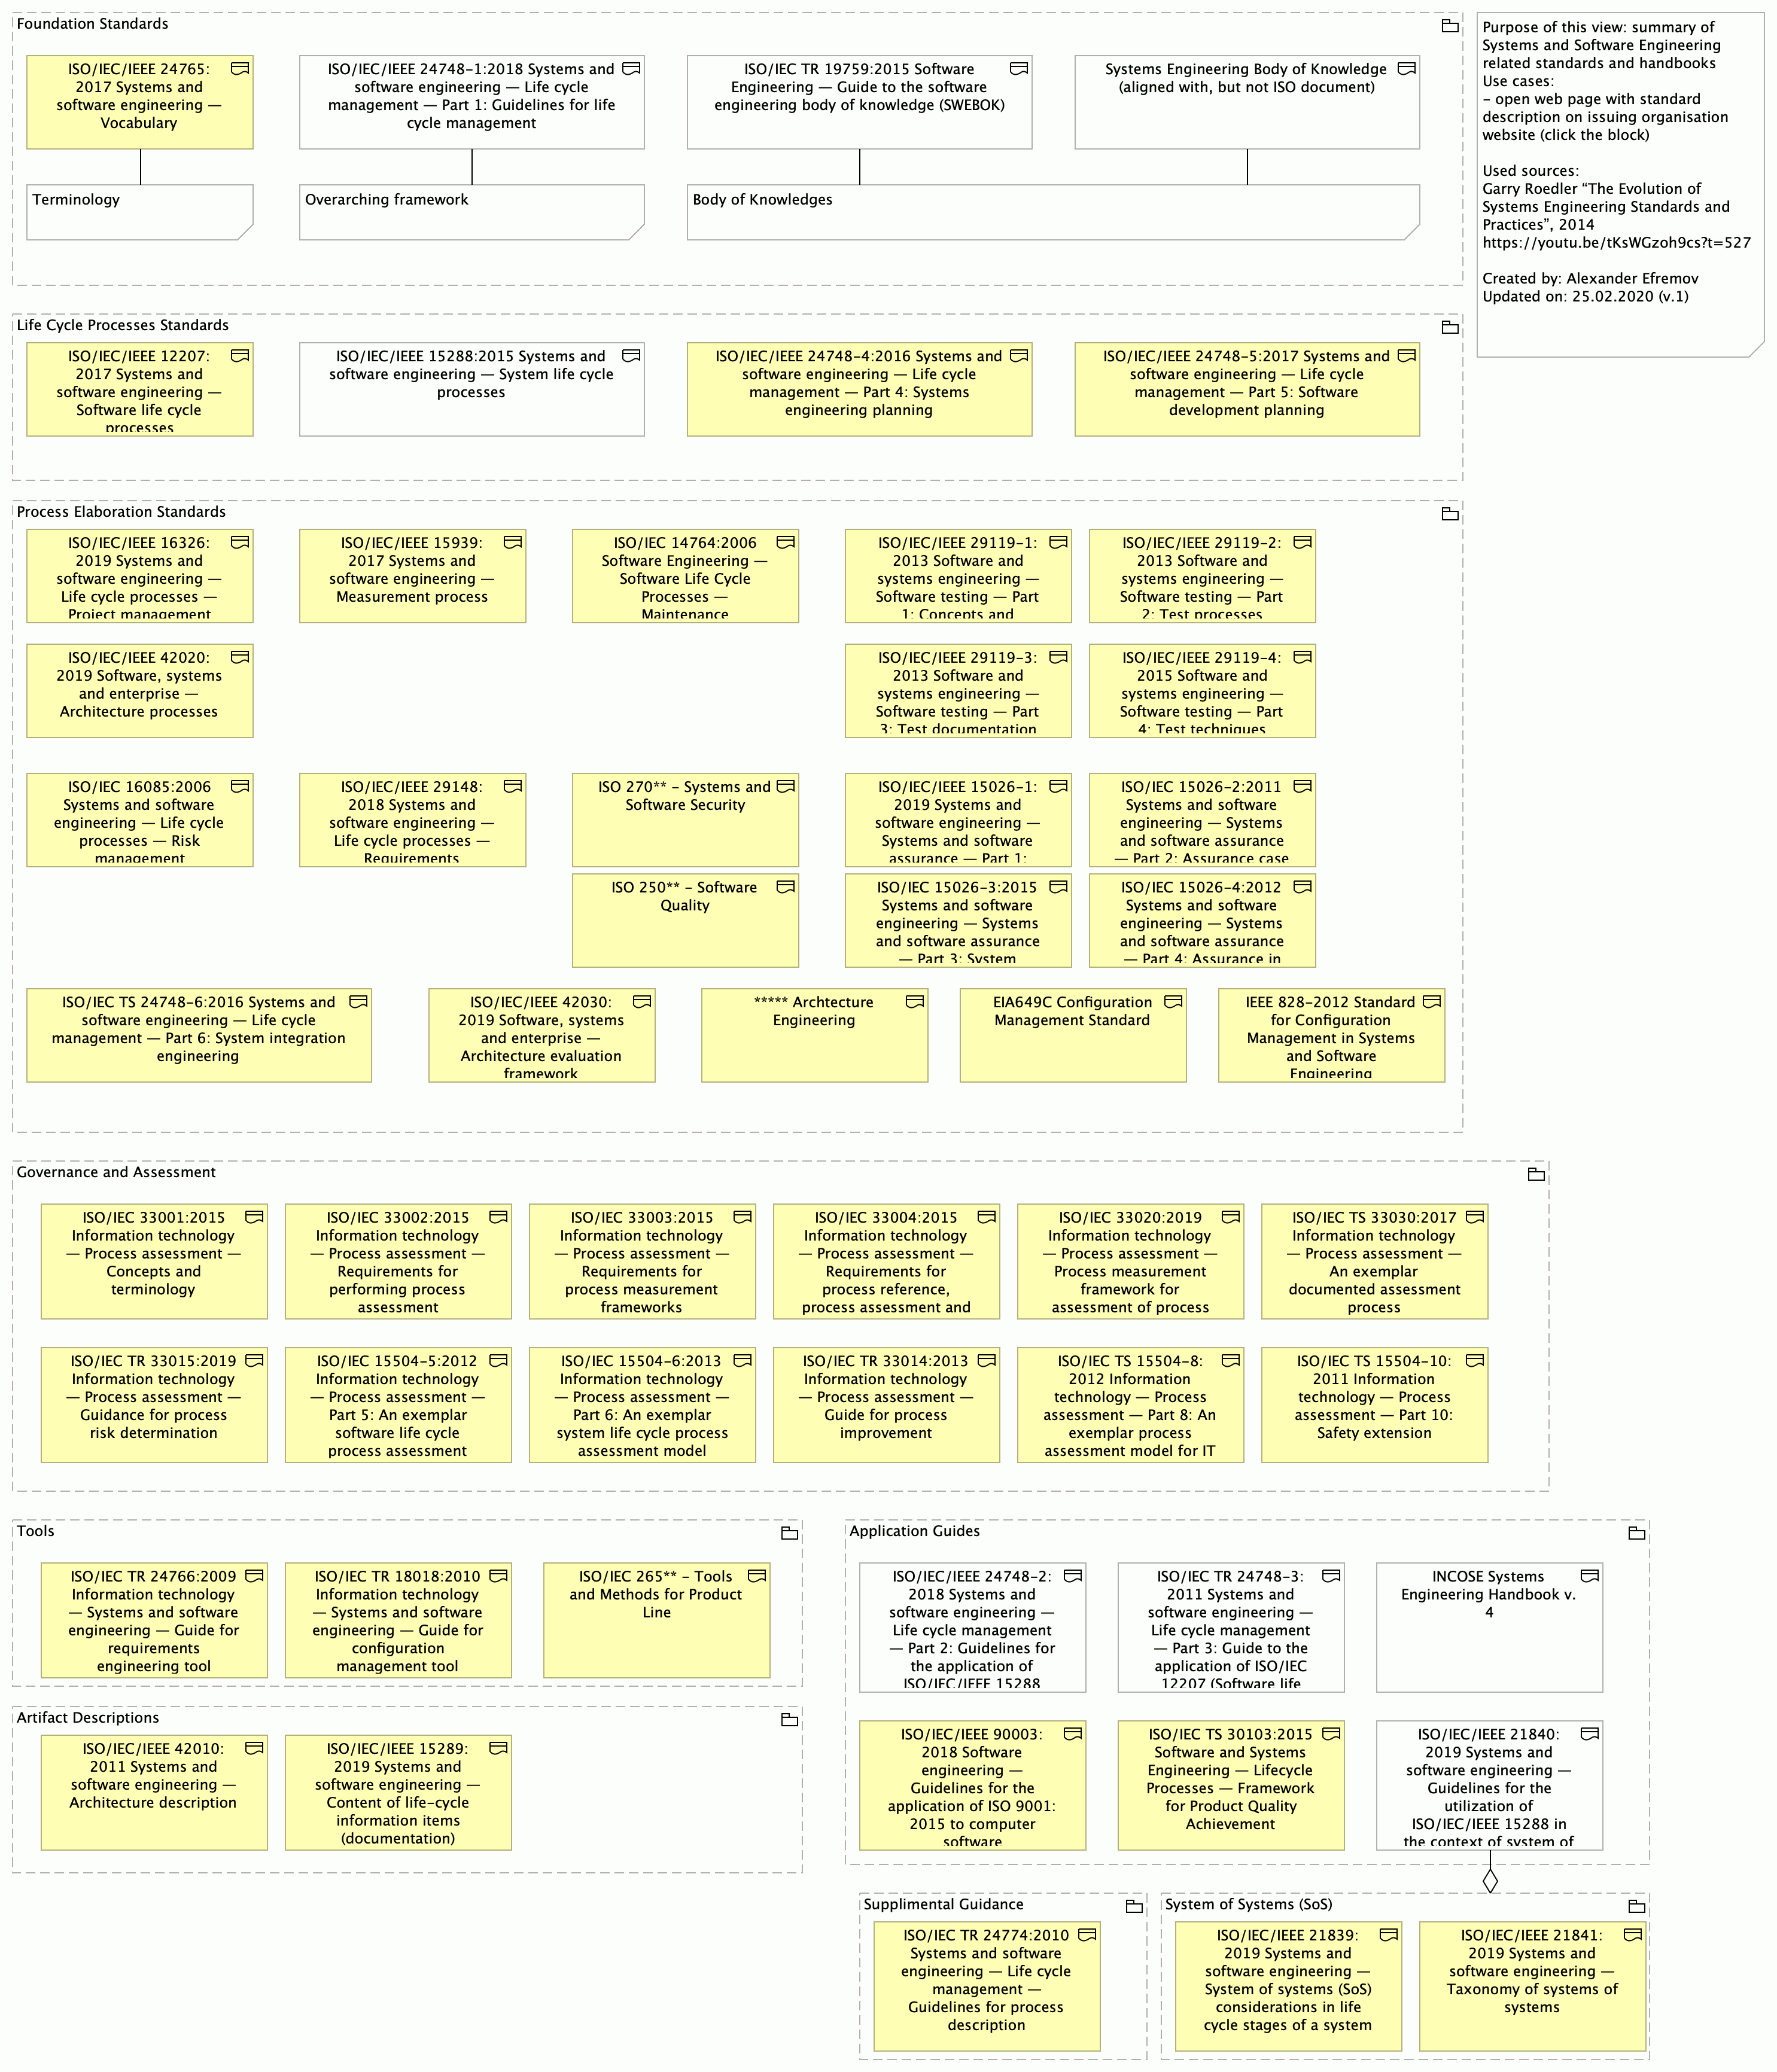 Foundation Standards
ISO/IEC/IEEE 24765:
2017 Systems and
software engineering —
Vocabulary
ISO/IEC/IEEE 24748-1:2018 Systems and
software engineering — Life cycle
management — Part 1: Guidelines for life
cycle management
ISO/IEC TR 19759:2015 Software
Engineering — Guide to the software
engineering body of knowledge (SWEBOK)
Systems Engineering Body of Knowledge
(aligned with, but not ISO document)
Terminology
Overarching framework
Body of Knowledges
Purpose of this view: summary of
Systems and Software Engineering
related standards and handbooks
Use cases:
- open web page with standard
description on issuing organisation
website (click the block)
Used sources:
Garry Roedler “The Evolution of
Systems Engineering Standards and
Practices”, 2014
https://youtu.be/tKsWGzoh9cs?t=527
Created by: Alexander Efremov
Updated on: 25.02.2020 (v.1)
Life Cycle Processes Standards
ISO/IEC/IEEE 12207:
2017 Systems and
software engineering —
Software life cycle
processes
ISO/IEC/IEEE 15288:2015 Systems and
software engineering — System life cycle
processes
ISO/IEC/IEEE 24748-4:2016 Systems and
software engineering — Life cycle
management — Part 4: Systems
engineering planning
ISO/IEC/IEEE 24748-5:2017 Systems and
software engineering — Life cycle
management — Part 5: Software
development planning
Process Elaboration Standards
ISO/IEC/IEEE 16326:
2019 Systems and
software engineering —
Life cycle processes —
Project management
ISO/IEC/IEEE 15939:
2017 Systems and
software engineering —
Measurement process
ISO/IEC 14764:2006
Software Engineering —
Software Life Cycle
Processes —
Maintenance
ISO/IEC/IEEE 29119-1:
2013 Software and
systems engineering —
Software testing — Part
1: Concepts and
ISO/IEC/IEEE 29119-2:
2013 Software and
systems engineering —
Software testing — Part
2: Test processes
ISO/IEC/IEEE 42020:
2019 Software, systems
and enterprise —
Architecture processes
ISO/IEC/IEEE 29119-3:
2013 Software and
systems engineering —
Software testing — Part
3: Test documentation
ISO/IEC/IEEE 29119-4:
2015 Software and
systems engineering —
Software testing — Part
4: Test techniques
ISO/IEC 16085:2006
Systems and software
engineering — Life cycle
processes — Risk
management
ISO/IEC/IEEE 29148:
2018 Systems and
software engineering —
Life cycle processes —
Requirements
ISO 270** - Systems and
Software Security
ISO/IEC/IEEE 15026-1:
2019 Systems and
software engineering —
Systems and software
assurance — Part 1:
ISO/IEC 15026-2:2011
Systems and software
engineering — Systems
and software assurance
— Part 2: Assurance case
ISO 250** - Software
Quality
ISO/IEC 15026-3:2015
Systems and software
engineering — Systems
and software assurance
— Part 3: System
ISO/IEC 15026-4:2012
Systems and software
engineering — Systems
and software assurance
— Part 4: Assurance in
ISO/IEC TS 24748-6:2016 Systems and
software engineering — Life cycle
management — Part 6: System integration
engineering
ISO/IEC/IEEE 42030:
2019 Software, systems
and enterprise —
Architecture evaluation
framework
***** Archtecture
Engineering
EIA649C Configuration
Management Standard
IEEE 828-2012 Standard
for Configuration
Management in Systems
and Software
Engineering
Governance and Assessment
ISO/IEC 33001:2015
Information technology
— Process assessment —
Concepts and
terminology
ISO/IEC 33002:2015
Information technology
— Process assessment —
Requirements for
performing process
assessment
ISO/IEC 33003:2015
Information technology
— Process assessment —
Requirements for
process measurement
frameworks
ISO/IEC 33004:2015
Information technology
— Process assessment —
Requirements for
process reference,
process assessment and
ISO/IEC 33020:2019
Information technology
— Process assessment —
Process measurement
framework for
assessment of process
ISO/IEC TS 33030:2017
Information technology
— Process assessment —
An exemplar
documented assessment
process
ISO/IEC TR 33015:2019
Information technology
— Process assessment —
Guidance for process
risk determination
ISO/IEC 15504-5:2012
Information technology
— Process assessment —
Part 5: An exemplar
software life cycle
process assessment
ISO/IEC 15504-6:2013
Information technology
— Process assessment —
Part 6: An exemplar
system life cycle process
assessment model
ISO/IEC TR 33014:2013
Information technology
— Process assessment —
Guide for process
improvement
ISO/IEC TS 15504-8:
2012 Information
technology — Process
assessment — Part 8: An
exemplar process
assessment model for IT
ISO/IEC TS 15504-10:
2011 Information
technology — Process
assessment — Part 10:
Safety extension
Tools
ISO/IEC TR 24766:2009
Information technology
— Systems and software
engineering — Guide for
requirements
engineering tool
ISO/IEC TR 18018:2010
Information technology
— Systems and software
engineering — Guide for
configuration
management tool
ISO/IEC 265** - Tools
and Methods for Product
Line
Application Guides
ISO/IEC/IEEE 24748-2:
2018 Systems and
software engineering —
Life cycle management
— Part 2: Guidelines for
the application of
ISO/IEC/IEEE 15288
ISO/IEC TR 24748-3:
2011 Systems and
software engineering —
Life cycle management
— Part 3: Guide to the
application of ISO/IEC
12207 (Software life
INCOSE Systems
Engineering Handbook v.
4
ISO/IEC/IEEE 90003:
2018 Software
engineering —
Guidelines for the
application of ISO 9001:
2015 to computer
software
ISO/IEC TS 30103:2015
Software and Systems
Engineering — Lifecycle
Processes — Framework
for Product Quality
Achievement
ISO/IEC/IEEE 21840:
2019 Systems and
software engineering —
Guidelines for the
utilization of
ISO/IEC/IEEE 15288 in
the context of system of
Artifact Descriptions
ISO/IEC/IEEE 42010:
2011 Systems and
software engineering —
Architecture description
ISO/IEC/IEEE 15289:
2019 Systems and
software engineering —
Content of life-cycle
information items
(documentation)
Supplimental Guidance
ISO/IEC TR 24774:2010
Systems and software
engineering — Life cycle
management —
Guidelines for process
description
System of Systems (SoS)
ISO/IEC/IEEE 21839:
2019 Systems and
software engineering —
System of systems (SoS)
considerations in life
cycle stages of a system
ISO/IEC/IEEE 21841:
2019 Systems and
software engineering —
Taxonomy of systems of
systems